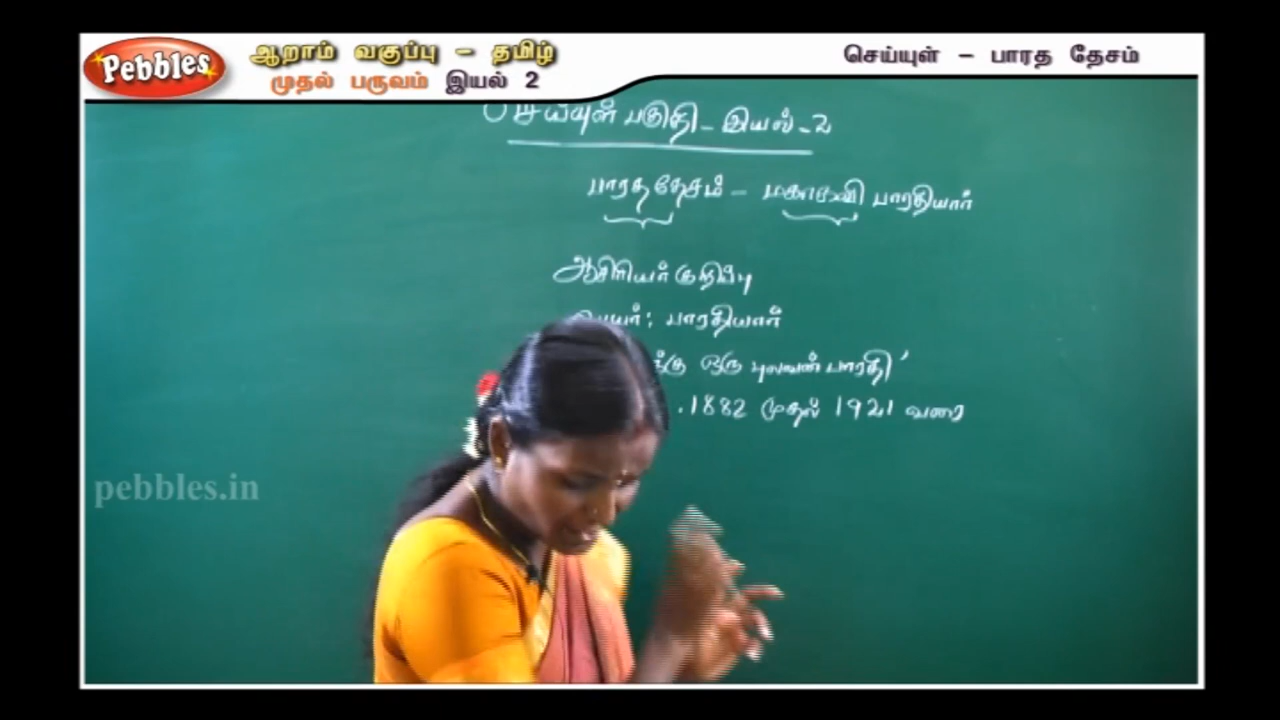 Pebbles
ஆறாம் வகுப்பு – தமிழ்
முதல் பருவம் இயல் 2
செய்யுள் – பாரத தேசம்
செய்யுள் பகுதி - இயல் - 2
பாரத தேசம் - மகாகவி பாரதியார்
ஆசிரியர் குறிப்பு
பெயர் : பாரதியார்
க்கு ஒரு புலவன் பாரதி'
1882 முதல் 1921 வரை
pebbles.in